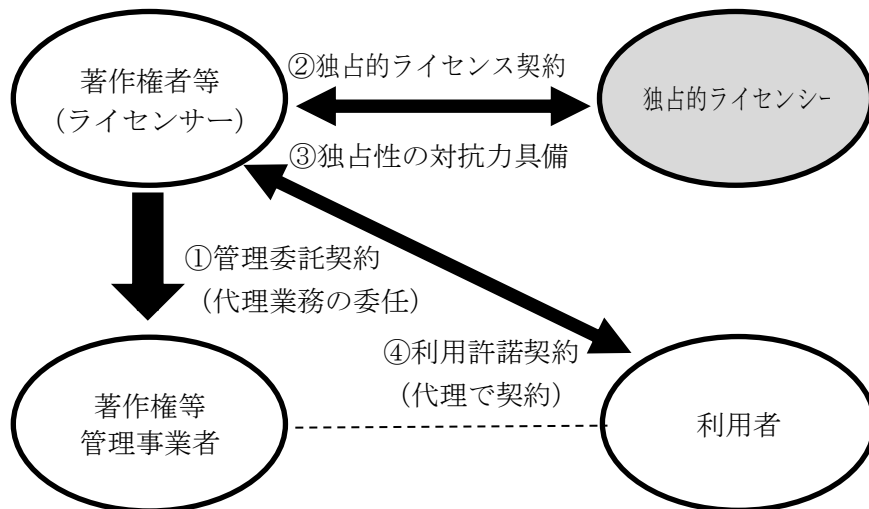 著作権者等
(ライセンサー)
②独占的ライセンス契約
独占的ライセンシー
③独占性の対抗力具備
①管理委託契約
(代理業務の委任)
④利用許諾契約
(代理で契約)
著作権等
管理事業者
利用者